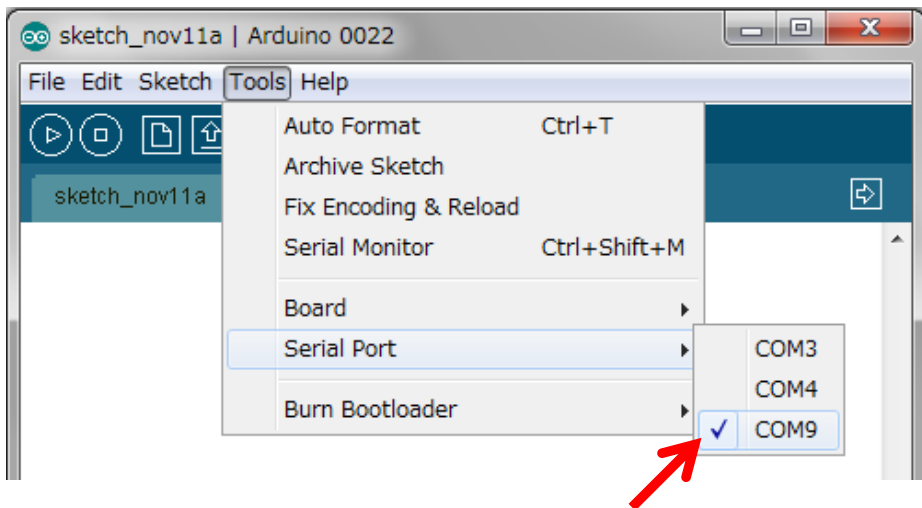 sketch_nov11a | Arduino 0022
File Edit Sketch Tools Help
sketch_nov11a
Auto Format Ctrl+T
Archive Sketch
Fix Encoding & Reload
Serial Monitor Ctrl+Shift+M
Board
Serial Port
Burn Bootloader
COM3
COM4
COM9